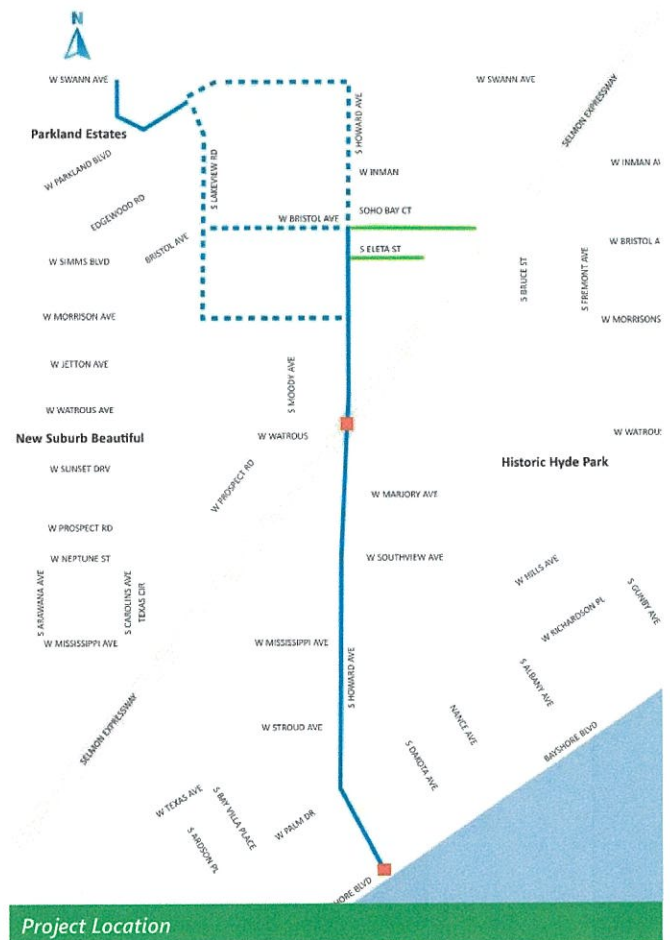 N
W SWANN AVE
W SWANN AVE
SELMON EXPRESSWAY
Parkland Estates
S HOWARD AVE
S LAKEVIEW RD
W PARKLAND BLVD
W INMAN
W INMAN AV
EDGEWOOD RD
W BRISTOL AVE
SOHO BAY CT
BRISTOL AVE
S ELETA ST
W BRISTOL A
W SIMMS BLVD
S BRUCE ST
S FREMONT AVE
W MORRISON AVE
W MORRISONS
W JETTON AVE
S MOODY AVE
W WATROUS AVE
New Suburb Beautiful
W WATROUS
W WATROUS
W SUNSET DRV
W PROSPECT RD
Historic Hyde Park
W MARJORY AVE
W PROSPECT RD
W NEPTUNE ST
W SOUTHVIEW AVE
W HILLS AVE
S ARAWANA AVE
S CAROLINS AVE
TEXAS CIR
S GUNBY AVE
W RICHARDSON PL
W MISSISSIPPI AVE
W MISSISSIPPI AVE
S HOWARD AVE
S ALBANY AVE
SELMON EXPRESSWAY
W STROUD AVE
NANCE AVE
BAYSHORE BLVD
S DAKOTA AVE
W TEXAS AVE
S BAY VILLA PLACE
W PALM DR
S ARDSON PL
HORE BLVD
Project Location